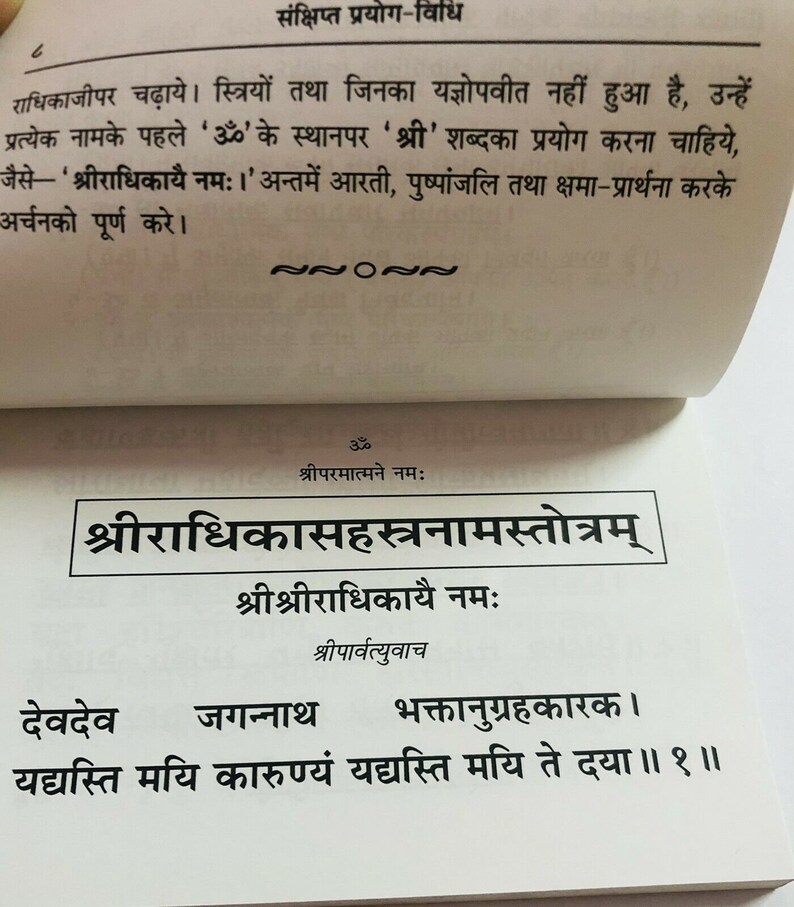 संक्षिप्त प्रयोग-विधि
८
राधिकाजीपर चढ़ाये। स्त्रियों तथा जिनका यज्ञोपवीत नहीं हुआ है, उन्हें
प्रत्येक नामके पहले ‘ॐ’ के स्थानपर ‘श्री’ शब्दका प्रयोग करना चाहिये,
जैसे—‘श्रीराधिकायै नमः।’ अन्तमें आरती, पुष्पांजलि तथा क्षमा-प्रार्थना करके
अर्चनको पूर्ण करे।
ॐ
श्रीपरमात्मने नमः
श्रीराधिकासहस्त्रनामस्तोत्रम्
श्रीश्रीराधिकायै नमः
श्रीपार्वत्युवाच
देवदेव जगन्नाथ भक्तानुग्रहकारक।
यद्यस्ति मयि कारुण्यं यद्यस्ति मयि ते दया॥ १॥